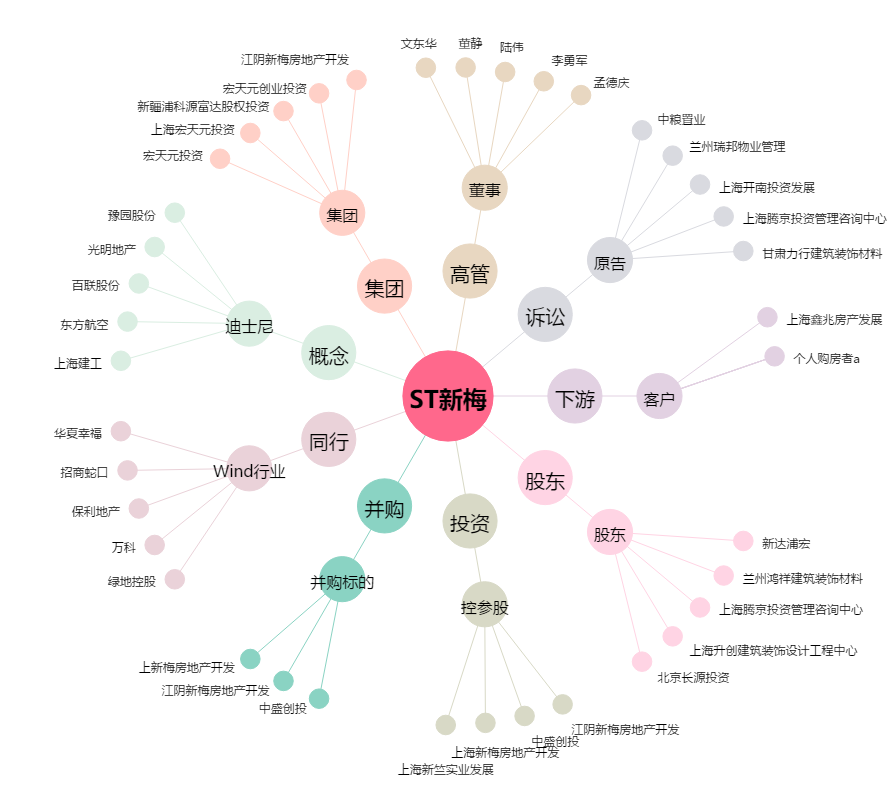 ST新梅
高管
董事
文东华
董静
陆伟
李勇军
孟德庆
诉讼
原告
中粮置业
兰州瑞邦物业管理
上海开南投资发展
上海腾京投资管理咨询中心
甘肃力行建筑装饰材料
下游
客户
上海鑫兆房产发展
个人购房者a
股东
股东
新达浦宏
兰州鸿祥建筑装饰材料
上海腾京投资管理咨询中心
上海升创建筑装饰设计工程中心
北京长源投资
投资
控参股
江阴新梅房地产开发
中盛创投
上海新梅房地产开发
上海新竺实业发展
并购
并购标的
中盛创投
江阴新梅房地产开发
上新梅房地产开发
同行
Wind行业
绿地控股
万科
保利地产
招商蛇口
华夏幸福
概念
迪士尼
上海建工
东方航空
百联股份
光明地产
豫园股份
集团
集团
宏天元投资
上海宏天元投资
新疆浦科源富达股权投资
宏天元创业投资
江阴新梅房地产开发